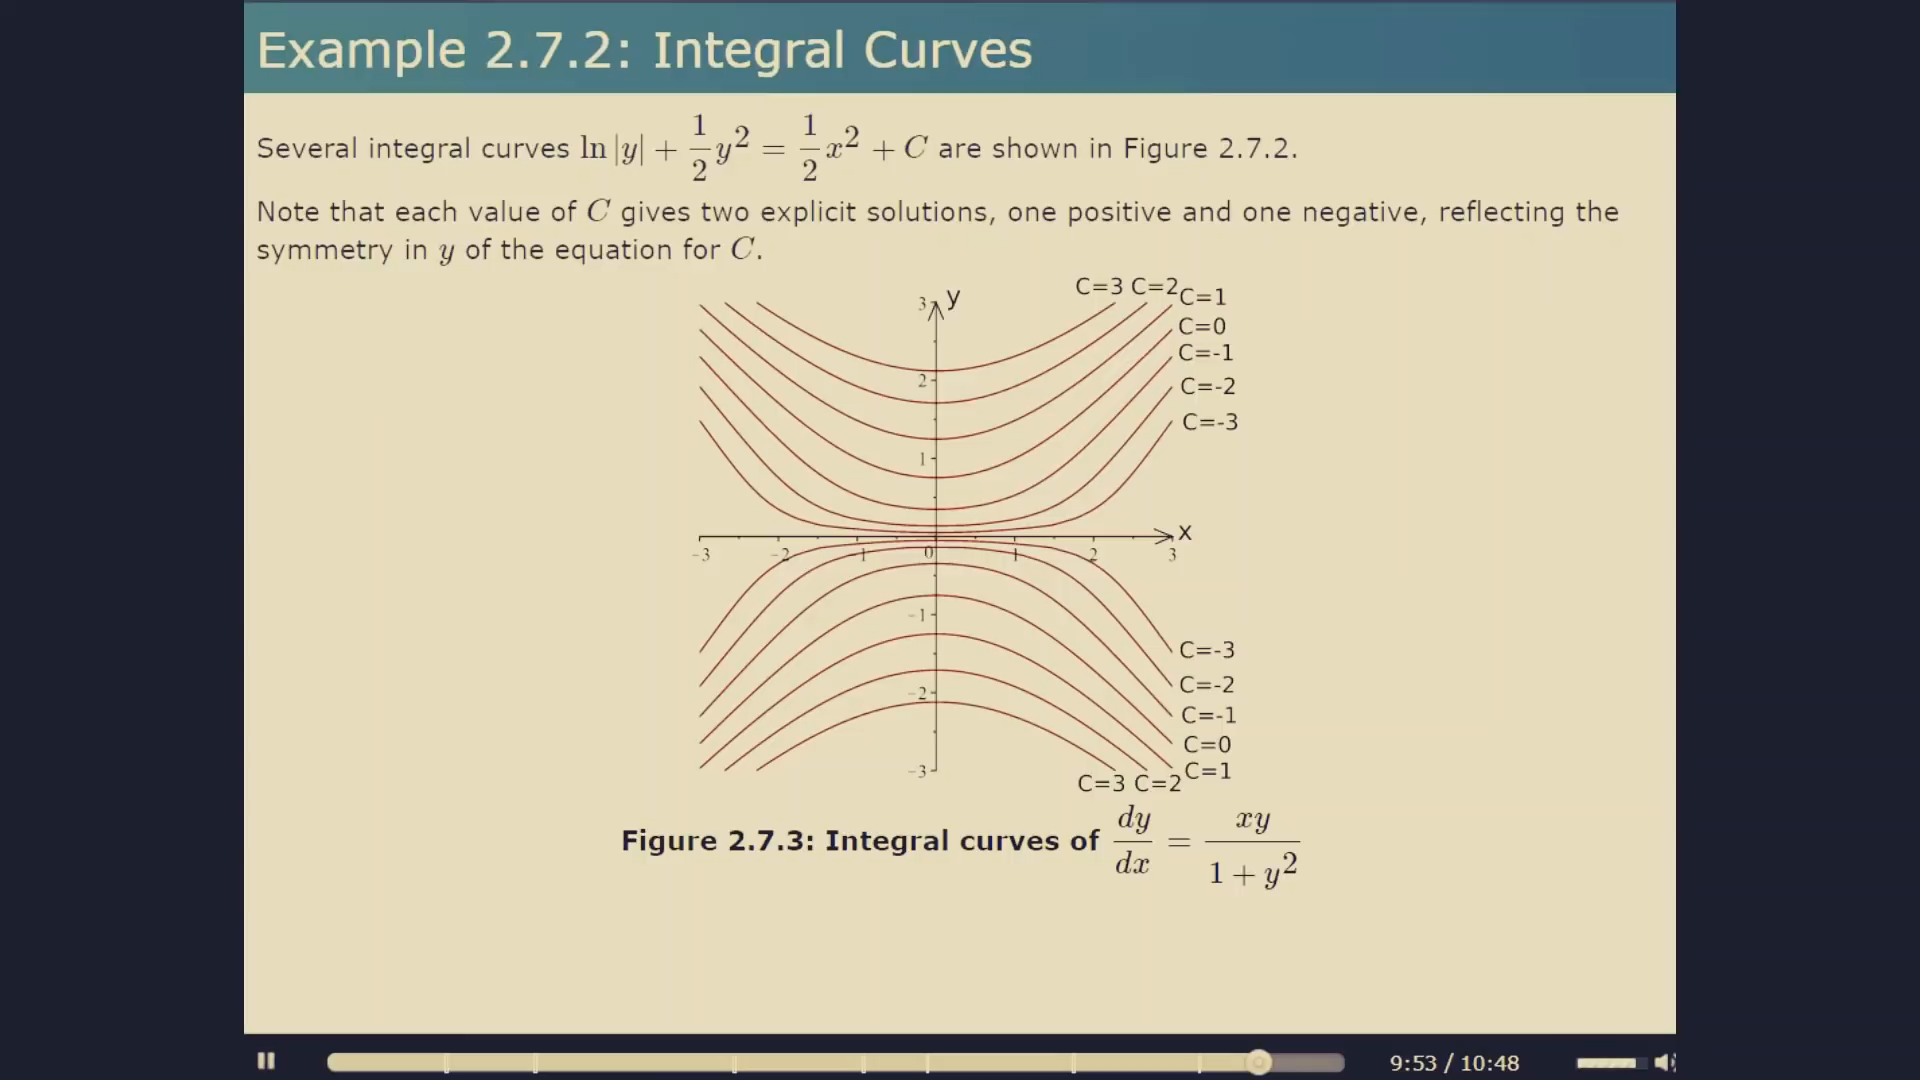 Example 2.7.2: Integral Curves
Several integral curves ln |y| + 1/2 y² = 1/2 x² + C are shown in Figure 2.7.2.
Note that each value of C gives two explicit solutions, one positive and one negative, reflecting the
symmetry in y of the equation for C.
C=3 C=2 C=1
3 y
C=0
C=-1
2 C=-2
C=-3
1
x
-3 -2 -1 0 1 2 3
-1
C=-3
-2 C=-2
C=-1
C=0
-3 C=1
C=3 C=2
Figure 2.7.3: Integral curves of dy/dx = xy/(1 + y²)
9:53 / 10:48